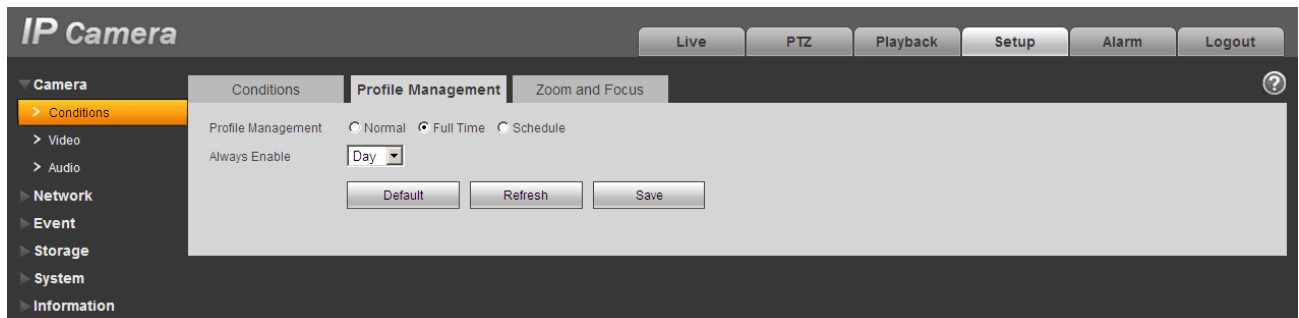 IP Camera
Live PTZ Playback Setup Alarm Logout
Camera
Conditions Profile Management Zoom and Focus ?
> Conditions
Profile Management Normal Full Time Schedule
> Video
Always Enable Day
> Audio
Default Refresh Save
Network
Event
Storage
System
Information